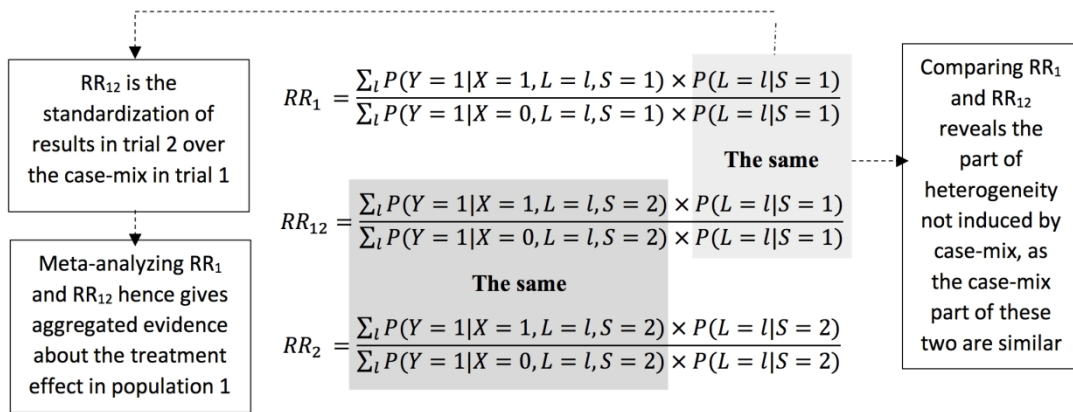 RR₁₂ is the
standardization of
results in trial 2 over
the case-mix in trial 1
Meta-analyzing RR₁
and RR₁₂ hence gives
aggregated evidence
about the treatment
effect in population 1
RR₁ = ∑ₗ P(Y = 1|X = 1, L = l, S = 1) × P(L = l|S = 1)
∑ₗ P(Y = 1|X = 0, L = l, S = 1) × P(L = l|S = 1)
The same
RR₁₂ = ∑ₗ P(Y = 1|X = 1, L = l, S = 2) × P(L = l|S = 1)
∑ₗ P(Y = 1|X = 0, L = l, S = 2) × P(L = l|S = 1)
The same
RR₂ = ∑ₗ P(Y = 1|X = 1, L = l, S = 2) × P(L = l|S = 2)
∑ₗ P(Y = 1|X = 0, L = l, S = 2) × P(L = l|S = 2)
Comparing RR₁
and RR₁₂
reveals the
part of
heterogeneity
not induced by
case-mix, as
the case-mix
part of these
two are similar